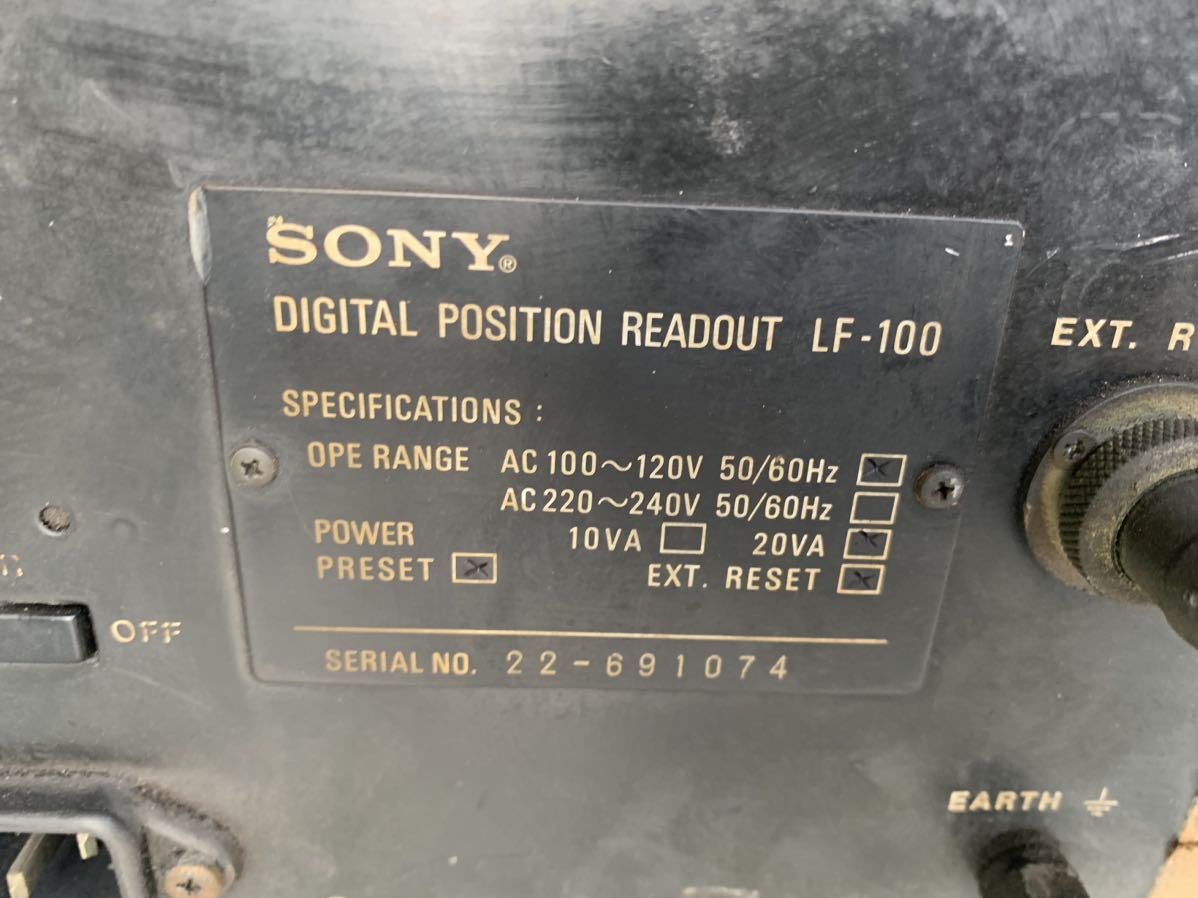 SONY®
DIGITAL POSITION READOUT LF-100
EXT. R
SPECIFICATIONS :
OPE RANGE AC 100~120V 50/60Hz ☒
AC 220~240V 50/60Hz ☐
POWER 10VA ☐ 20VA ☒
PRESET ☒ EXT. RESET ☒
OFF
SERIAL NO. 22-691074
EARTH ⏚